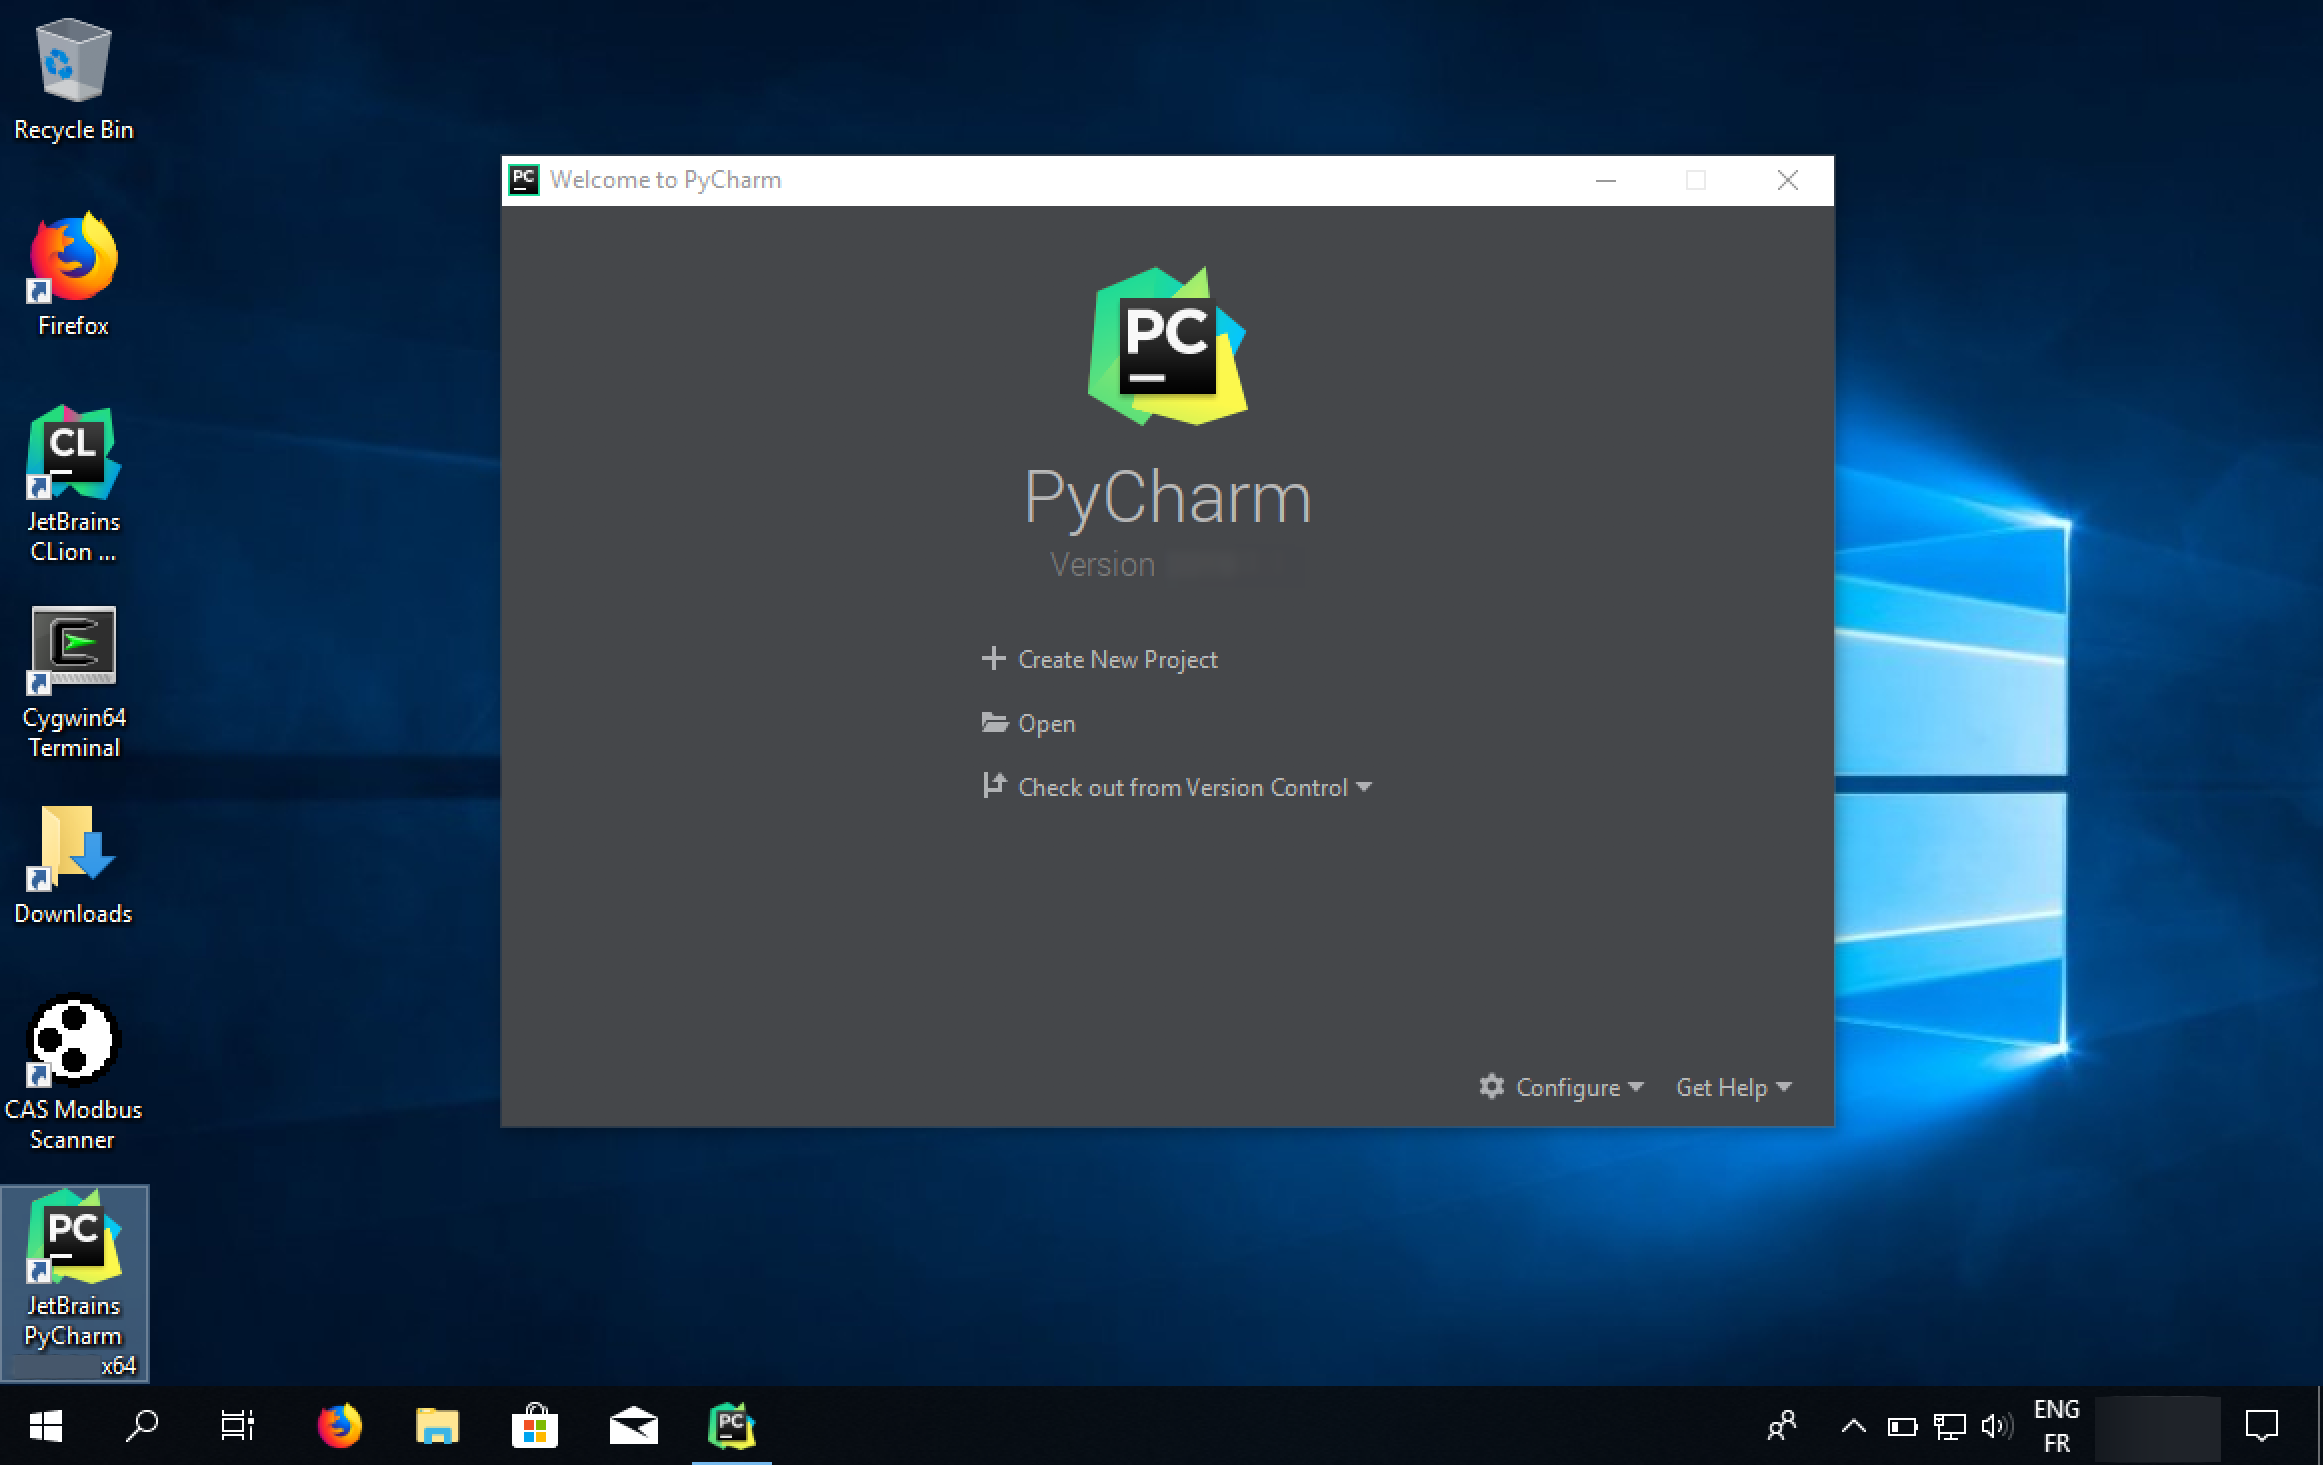 Recycle Bin
Firefox
CL
JetBrains
CLion ...
Cygwin64
Terminal
Downloads
CAS Modbus
Scanner
PC
JetBrains
PyCharm
x64
PC
Welcome to PyCharm
PC
PyCharm
Version
Create New Project
Open
Check out from Version Control
Configure
Get Help
PC
ENG
FR